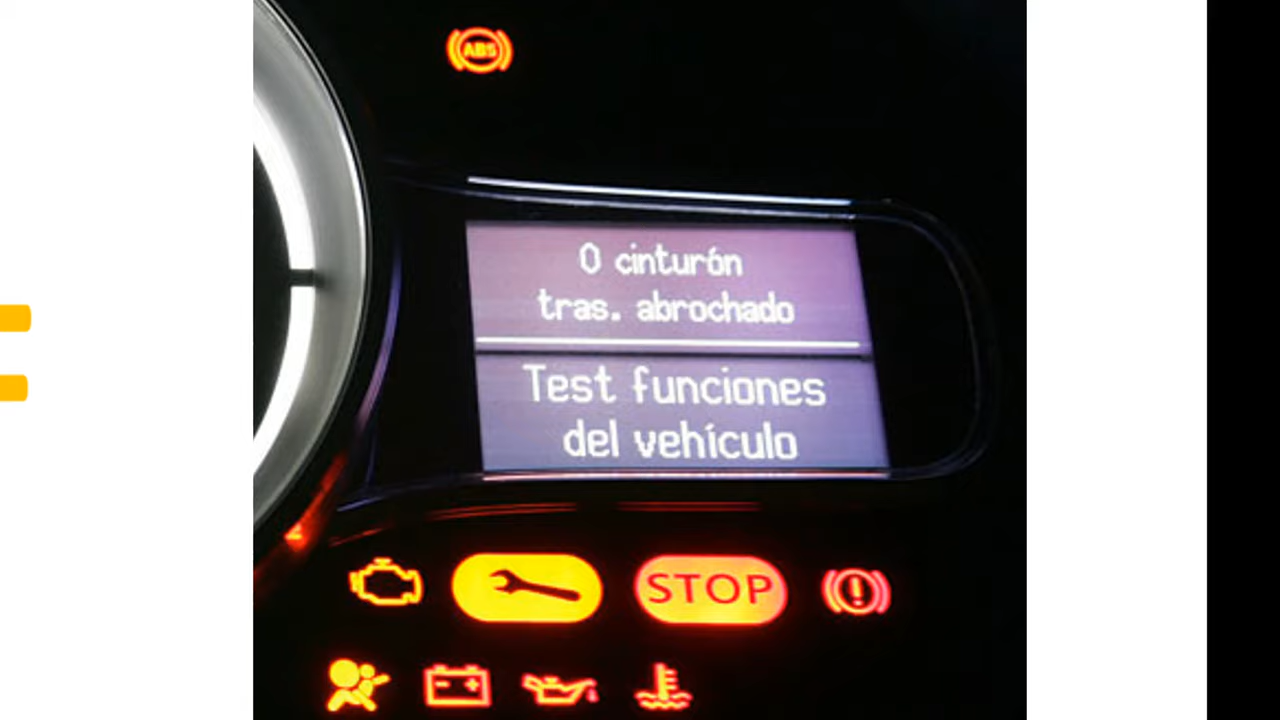 ABS
0 cinturón
tras. abrochado
Test funciones
del vehículo
STOP